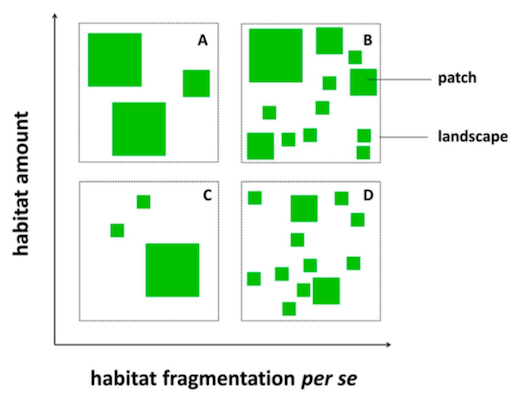 A
B
patch
landscape
C
D
habitat amount
habitat fragmentation per se